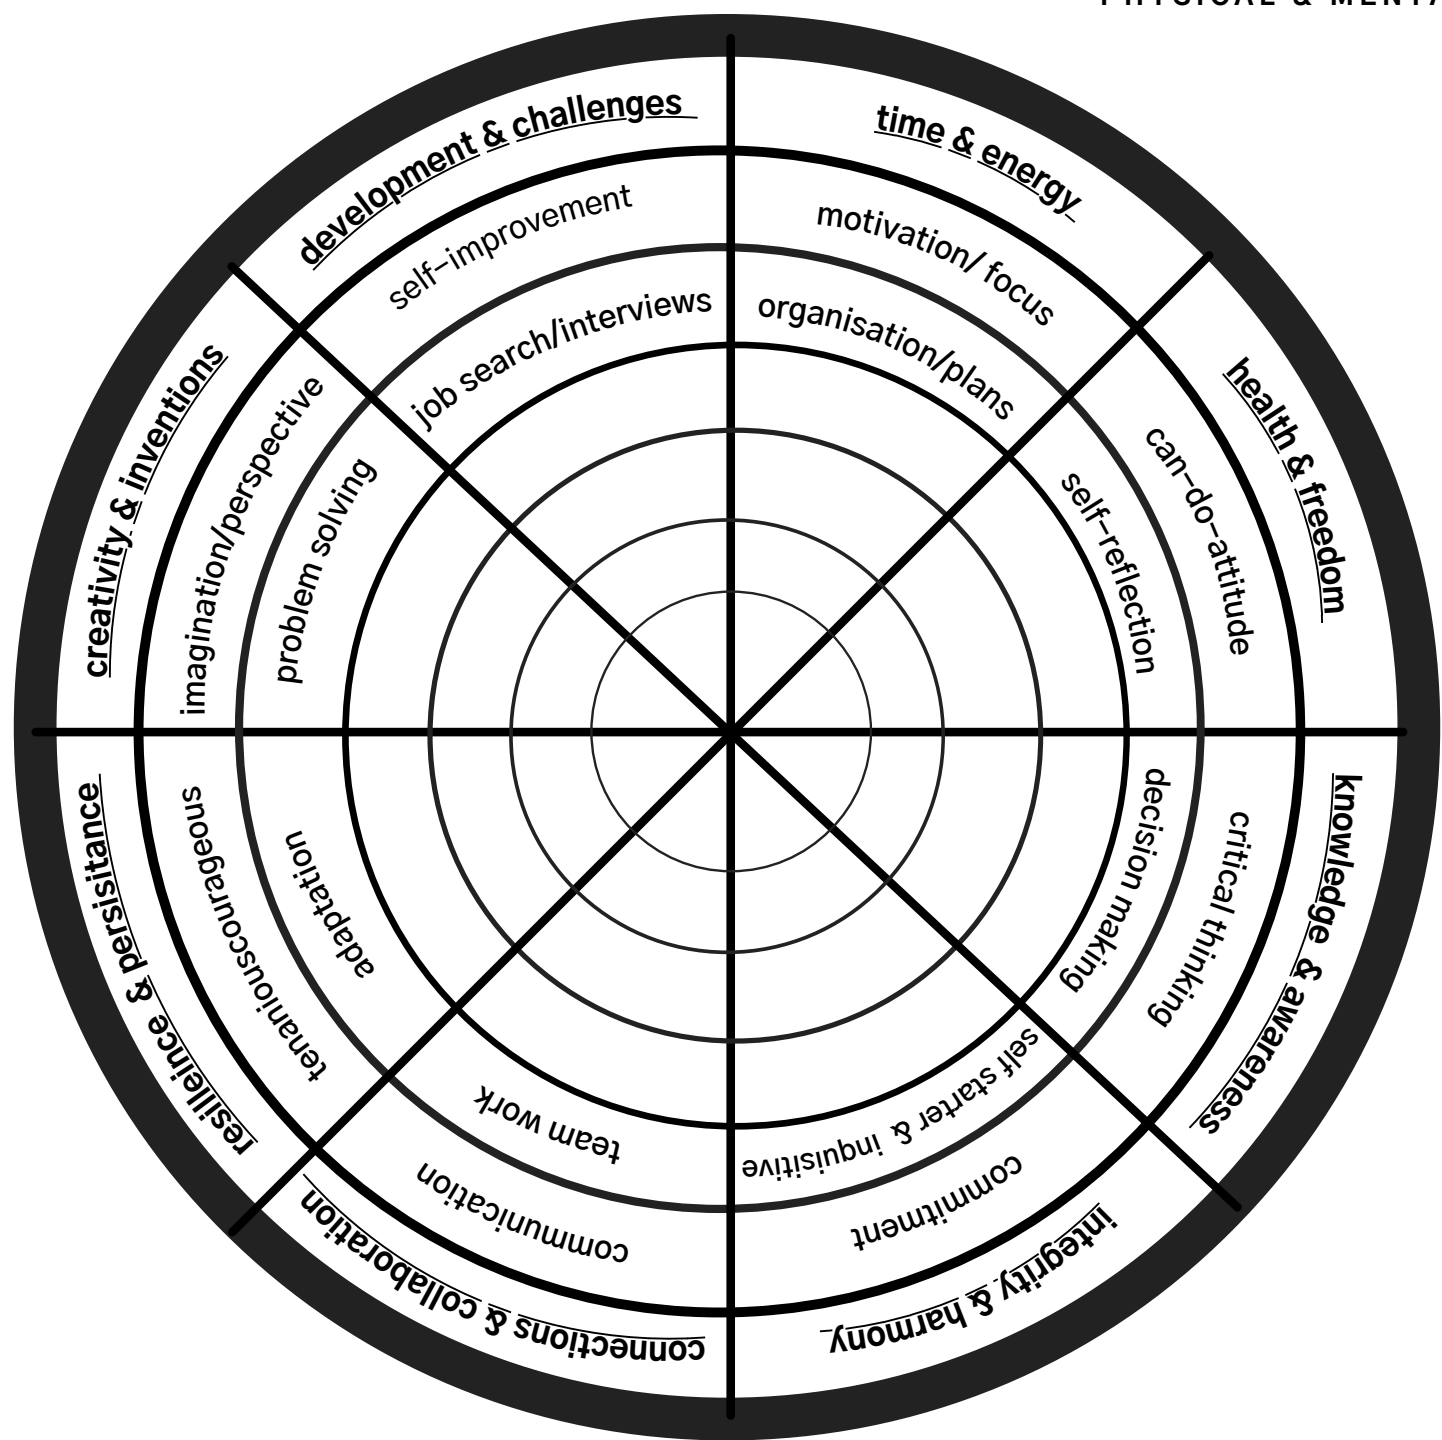 PHYSICAL & MENTA
time & energy
motivation/ focus
organisation/plans
health & freedom
can-do-attitude
self-reflection
knowledge & awareness
critical thinking
decision making
integrity & harmony
commitment
self starter & inquisitive
connections & collaboration
communication
team work
resilleince & persisitance
tenaniouscourageous
adaptation
creativity & inventions
imagination/perspective
problem solving
development & challenges
self-improvement
job search/interviews